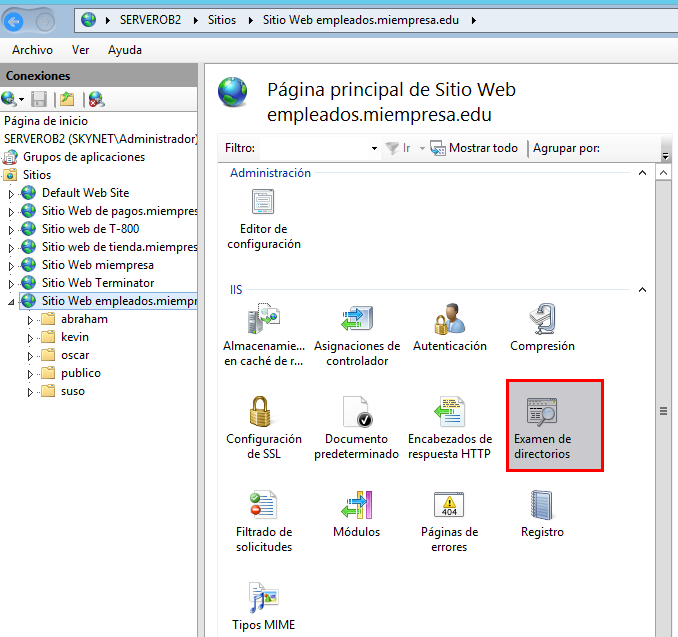 SERVEROB2 Sitios Sitio Web empleados.miempresa.edu
Archivo Ver Ayuda
Conexiones
Página de inicio
SERVEROB2 (SKYNET\Administrador)
Grupos de aplicaciones
Sitios
Default Web Site
Sitio Web de pagos.miempres
Sitio web de T-800
Sitio web de tienda.miempres
Sitio Web miempresa
Sitio Web Terminator
Sitio Web empleados.miempr
abraham
kevin
oscar
publico
suso
Página principal de Sitio Web
empleados.miempresa.edu
Filtro: Ir Mostrar todo Agrupar por:
Administración
Editor de
configuración
IIS
Almacenamie...
en caché de r...
Asignaciones de
controlador
Autenticación
Compresión
Configuración
de SSL
Documento
predeterminado
Encabezados de
respuesta HTTP
Examen de
directorios
Filtrado de
solicitudes
Módulos
404
Páginas de
errores
Registro
Tipos MIME